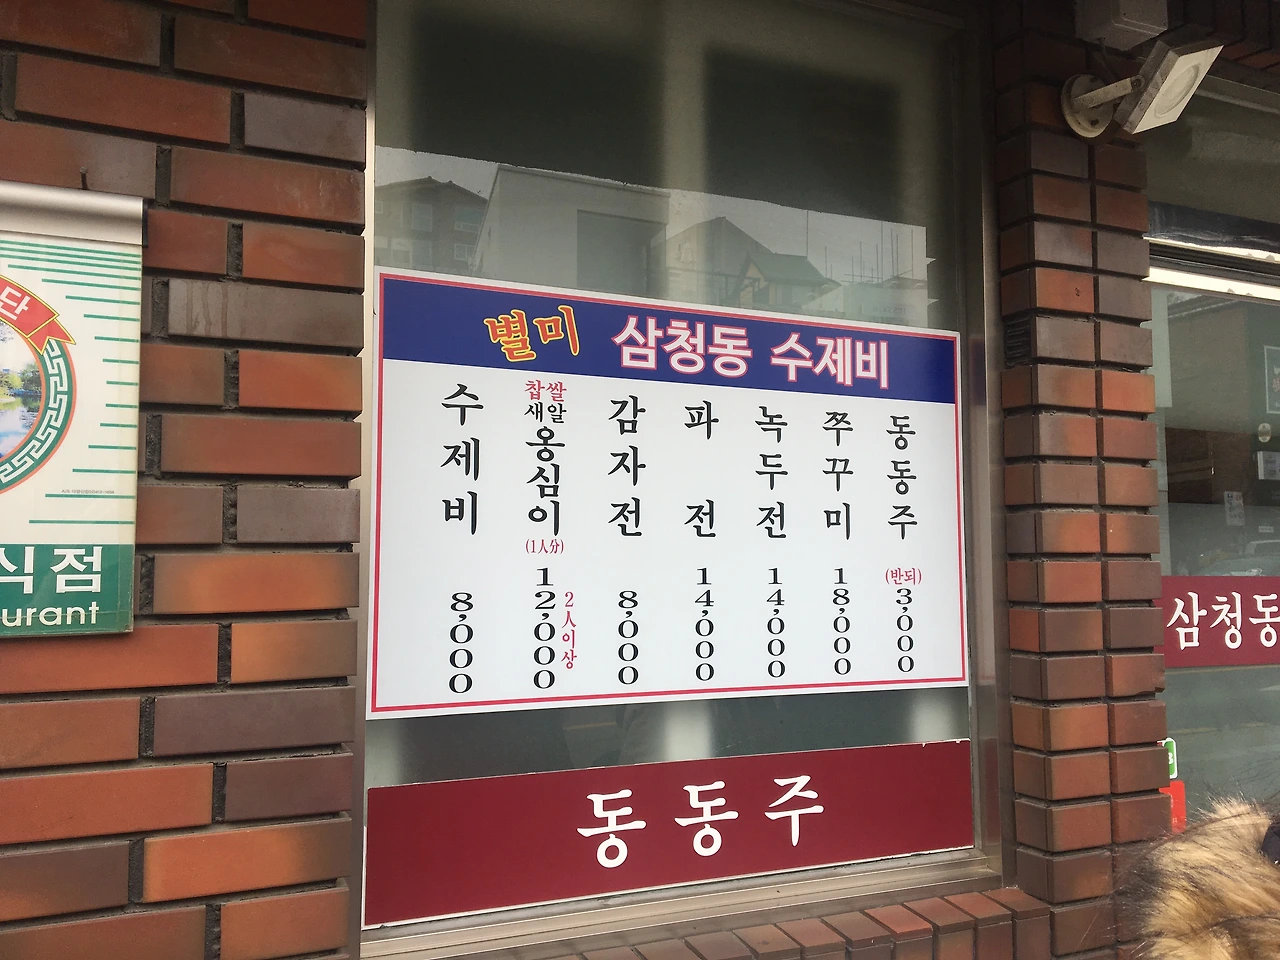 단
식점
urant
별미 삼청동 수제비
수제비 8,000
찹쌀 새알 옹심이 (1人分) 12,000 2人이상
감자전 8,000
파전 14,000
녹두전 14,000
쭈꾸미 18,000
동동주 (반되) 3,000
동동주
삼청동